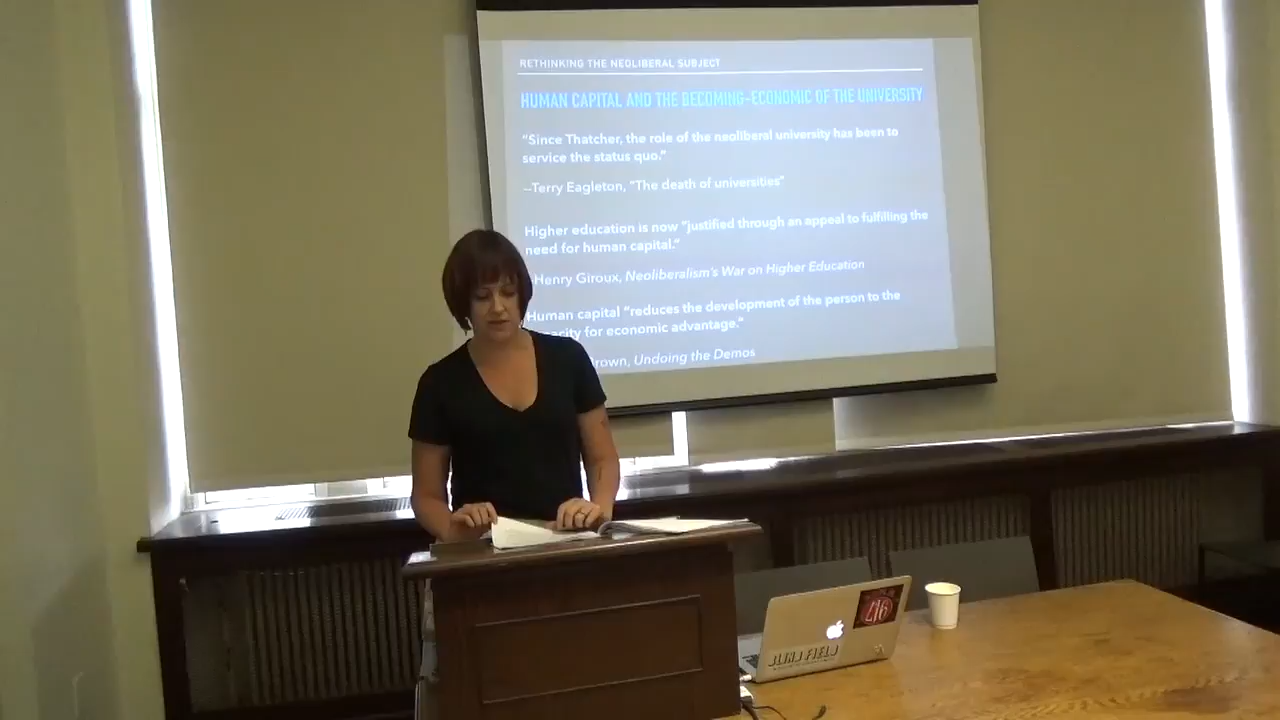 RETHINKING THE NEOLIBERAL SUBJECT
HUMAN CAPITAL AND THE BECOMING-ECONOMIC OF THE UNIVERSITY
"Since Thatcher, the role of the neoliberal university has been to
service the status quo."
—Terry Eagleton, "The death of universities"
Higher education is now "justified through an appeal to fulfilling the
need for human capital."
Henry Giroux, Neoliberalism's War on Higher Education
Human capital "reduces the development of the person to the
for economic advantage."
Brown, Undoing the Demos
FIELD